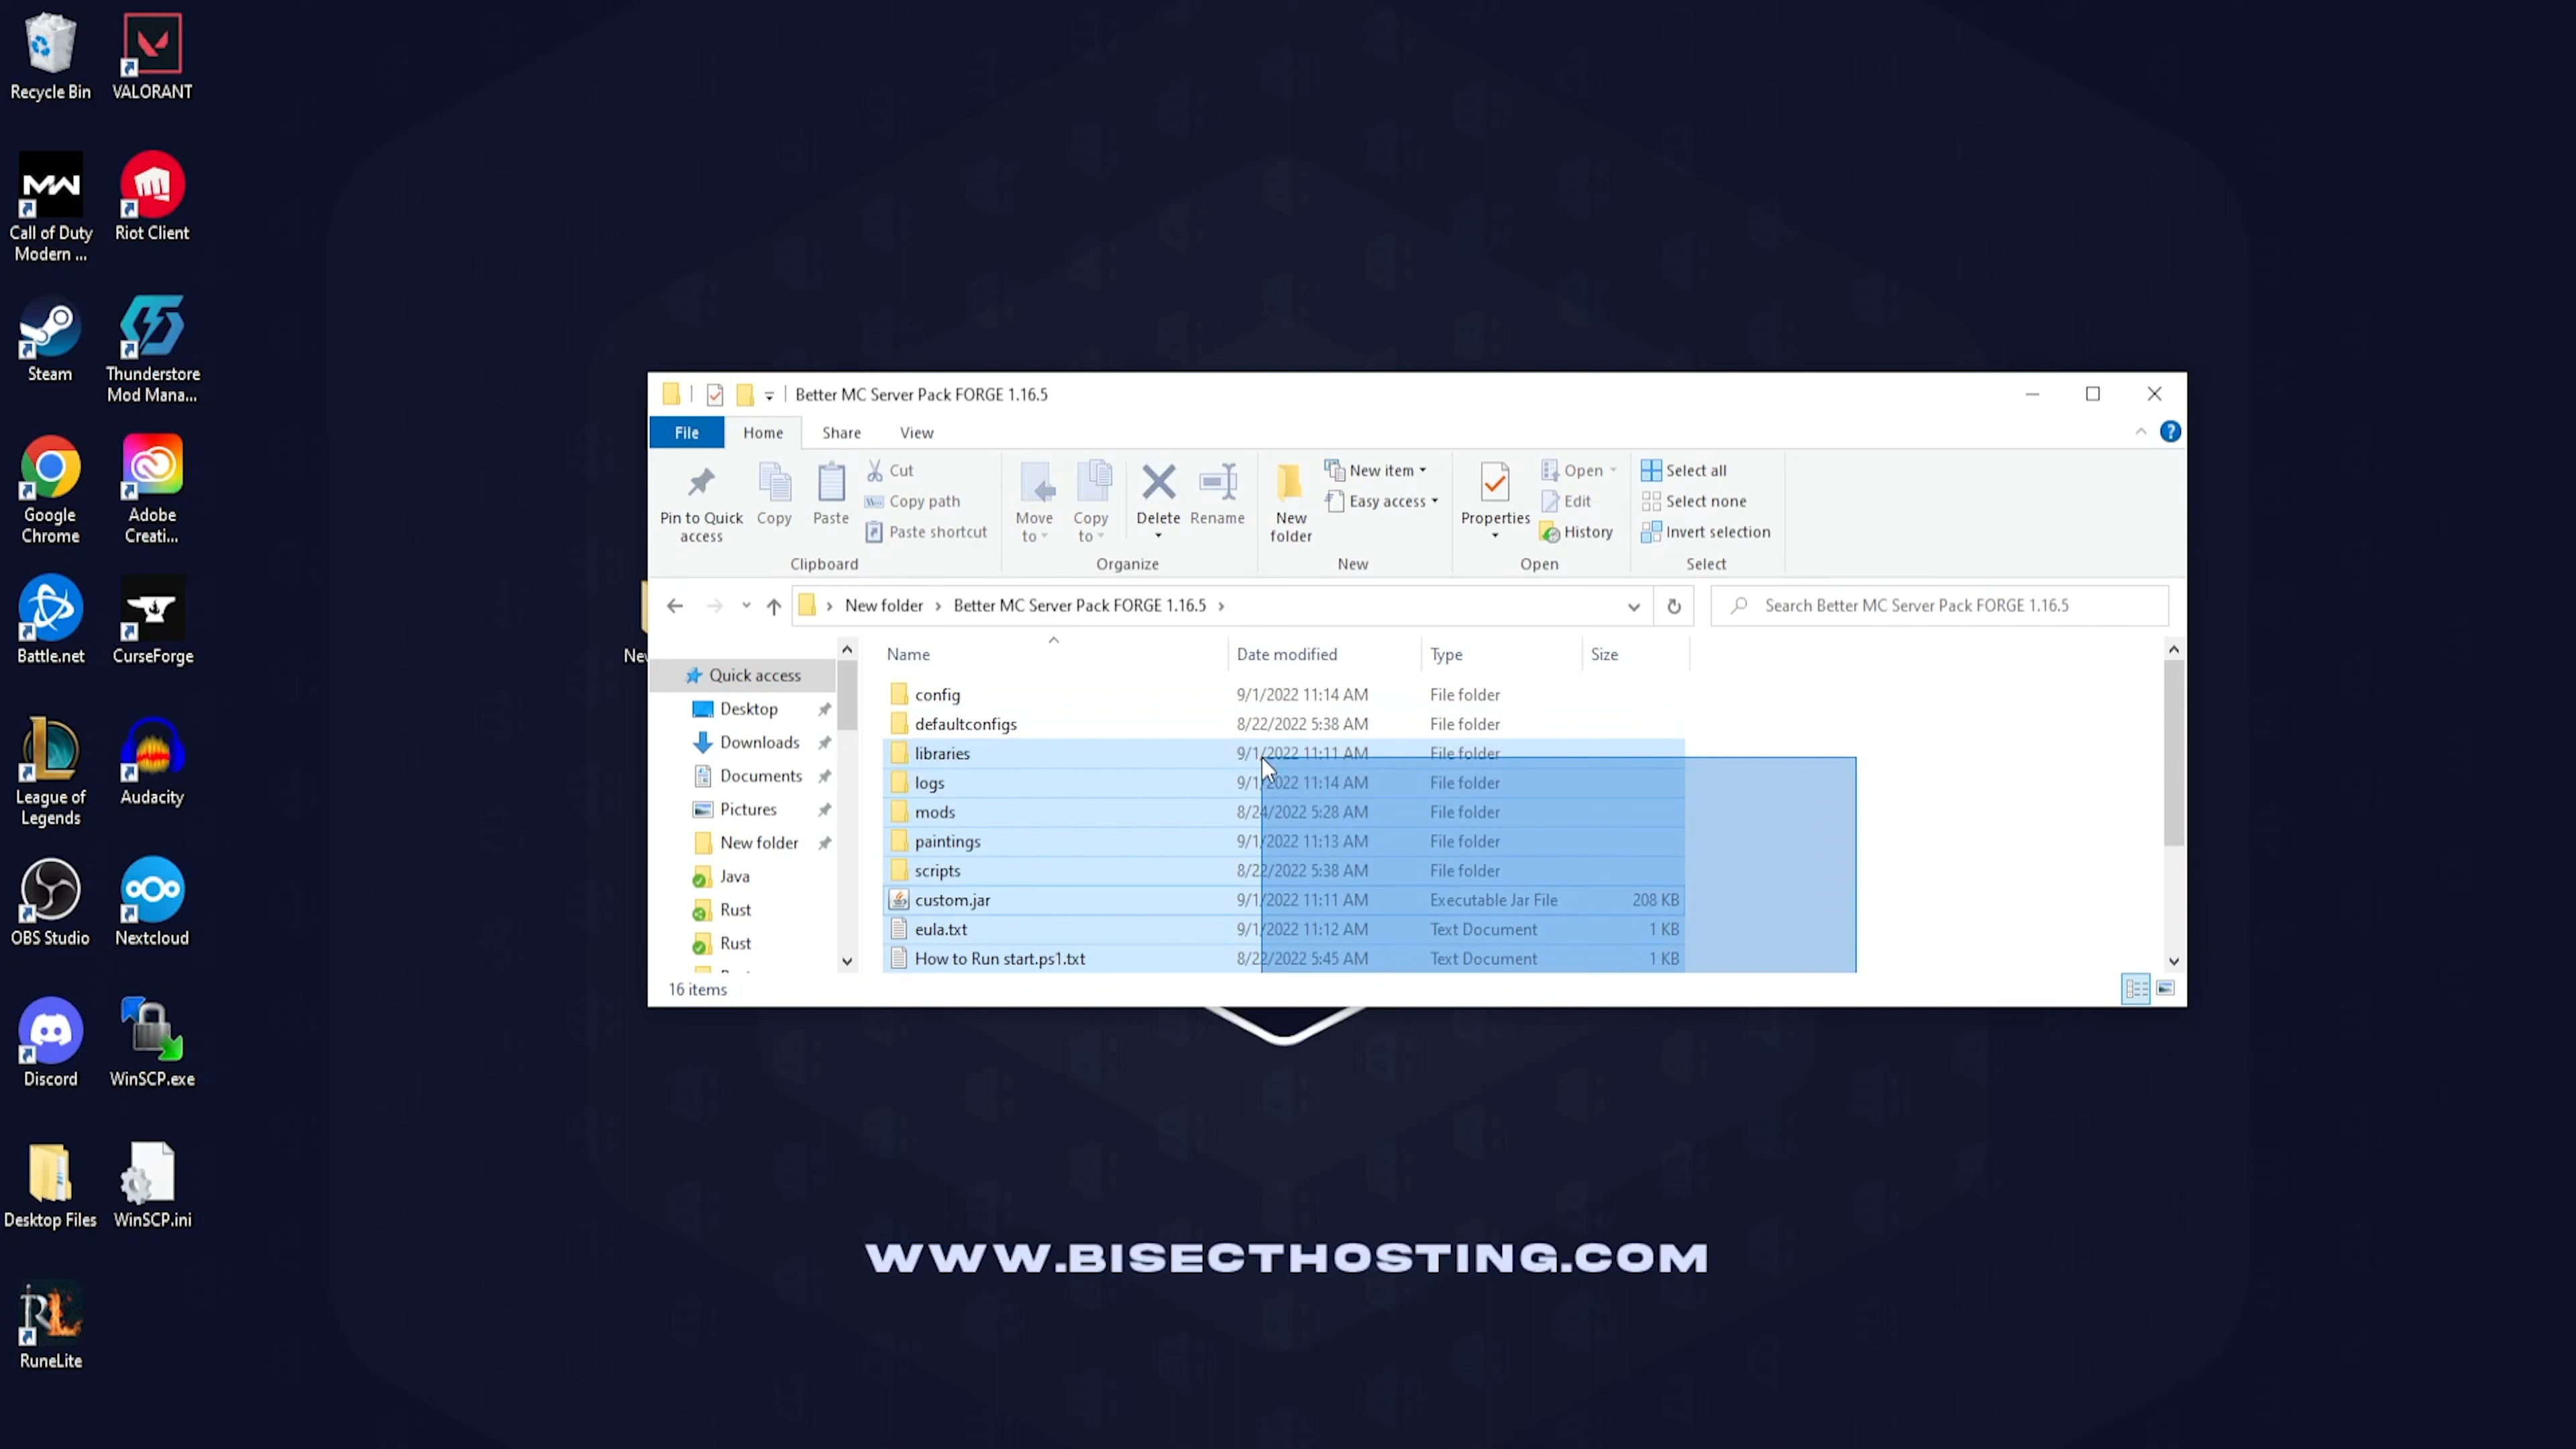 Recycle Bin
VALORANT
Call of Duty
Modern ...
Riot Client
Steam
Thunderstore
Mod Mana...
Google
Chrome
Adobe
Creati...
Battle.net
CurseForge
League of
Legends
Audacity
OBS Studio
Nextcloud
Discord
WinSCP.exe
Desktop Files
WinSCP.ini
RuneLite
Better MC Server Pack FORGE 1.16.5
File Home Share View
Pin to Quick
access
Copy
Paste
Cut
Copy path
Paste shortcut
Clipboard
Move
to
Copy
to
Delete
Rename
Organize
New
folder
New item
Easy access
New
Properties
Open
Edit
History
Open
Select all
Select none
Invert selection
Select
New folder > Better MC Server Pack FORGE 1.16.5 >
Search Better MC Server Pack FORGE 1.16.5
Quick access
Desktop
Downloads
Documents
Pictures
New folder
Java
Rust
Rust
Name Date modified Type Size
config 9/1/2022 11:14 AM File folder
defaultconfigs 8/22/2022 5:38 AM File folder
libraries 9/1/2022 11:11 AM File folder
logs 9/1/2022 11:14 AM File folder
mods 8/24/2022 5:28 AM File folder
paintings 9/1/2022 11:13 AM File folder
scripts 8/22/2022 5:38 AM File folder
custom.jar 9/1/2022 11:11 AM Executable Jar File 208 KB
eula.txt 9/1/2022 11:12 AM Text Document 1 KB
How to Run start.ps1.txt 8/22/2022 5:45 AM Text Document 1 KB
16 items
WWW.BISECTHOSTING.COM